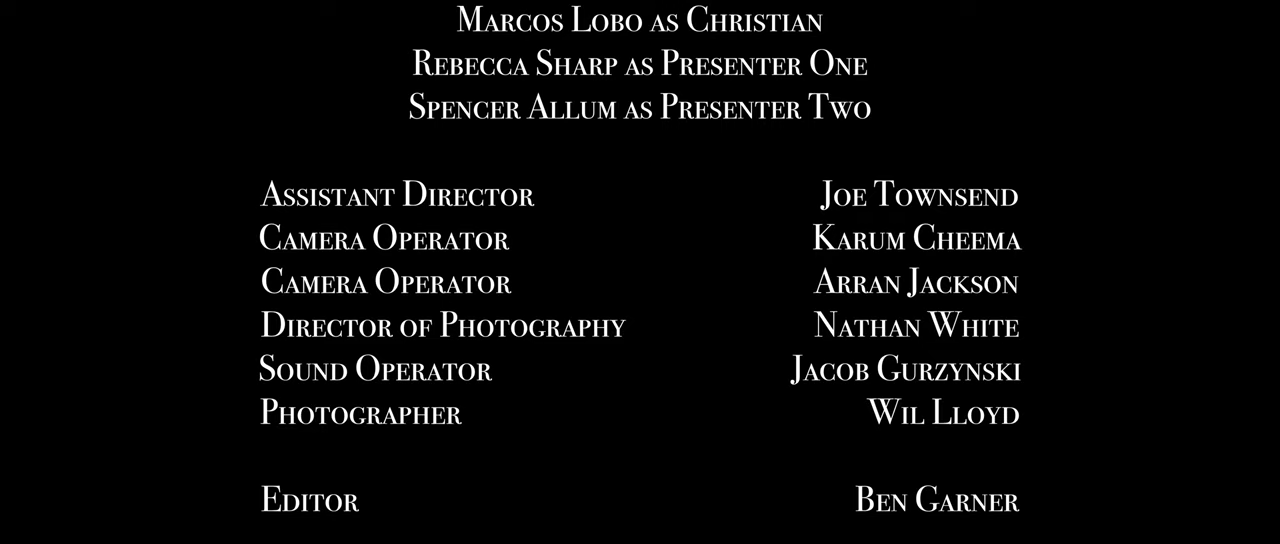 Marcos Lobo as Christian
Rebecca Sharp as Presenter One
Spencer Allum as Presenter Two
Assistant Director Joe Townsend
Camera Operator Karum Cheema
Camera Operator Arran Jackson
Director of Photography Nathan White
Sound Operator Jacob Gurzynski
Photographer Wil Lloyd
Editor Ben Garner